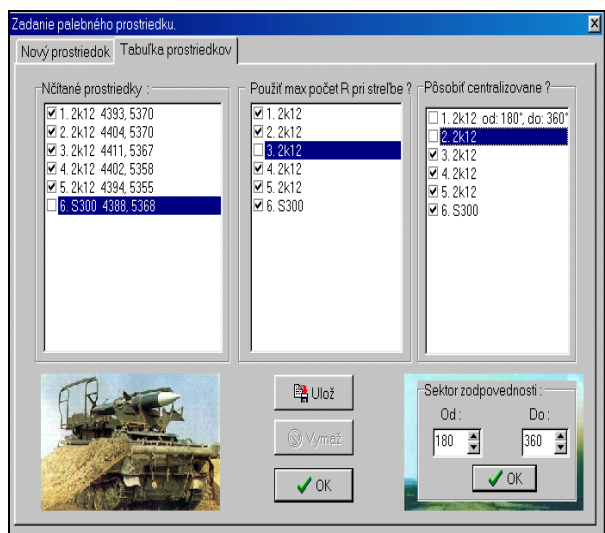 Zadanie palebného prostriedku.
Nový prostriedok
Tabuľka prostriedkov
Nčítané prostriedky :
1. 2k12 4393, 5370
2. 2k12 4404, 5370
3. 2k12 4411, 5367
4. 2k12 4402, 5358
5. 2k12 4394, 5355
6. S300 4388, 5368
Použiť max počet R pri streľbe ?
1. 2k12
2. 2k12
3. 2k12
4. 2k12
5. 2k12
6. S300
Pôsobiť centralizovane ?
1. 2k12 od: 180°, do: 360°
2. 2k12
3. 2k12
4. 2k12
5. 2k12
6. S300
Ulož
Vymaž
OK
Sektor zodpovednosti :
Od : Do :
180 360
OK